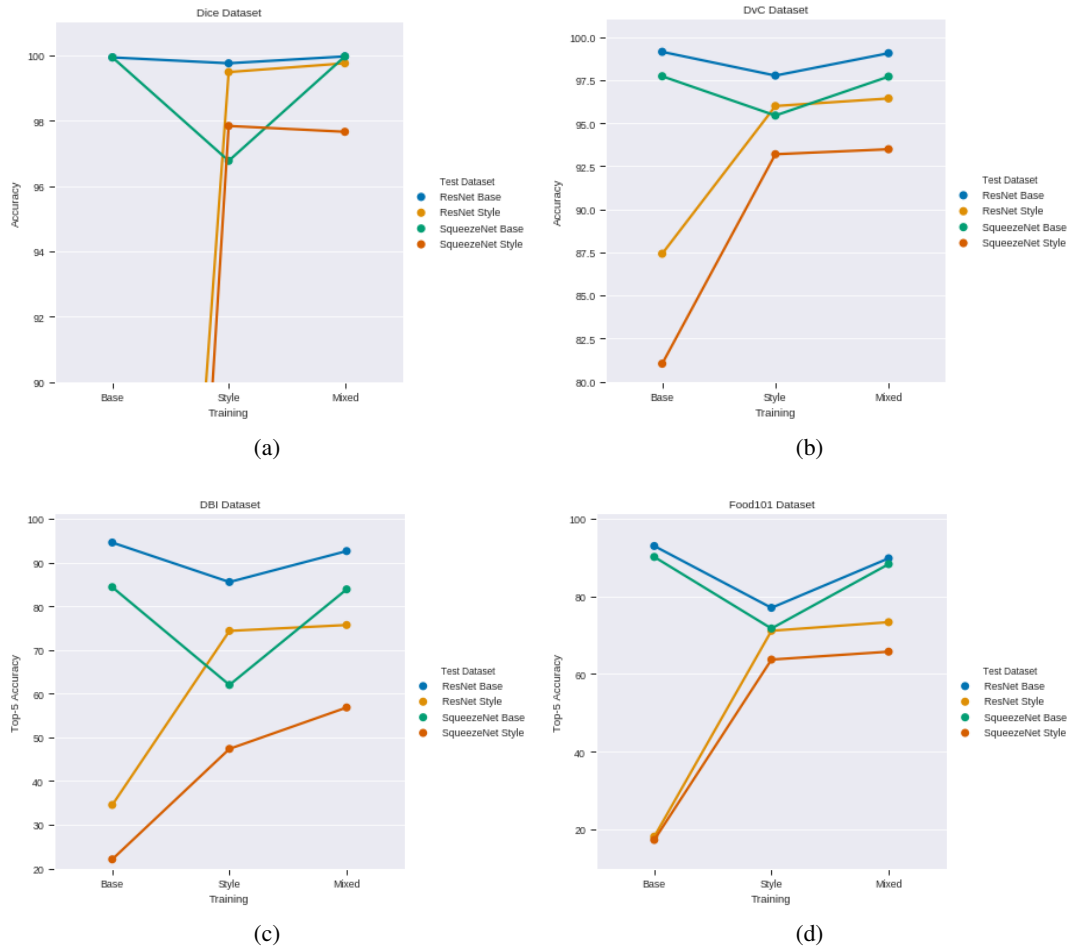 Dice Dataset
100
98
96
94
92
90
Accuracy
Base Style Mixed
Training
Test Dataset
ResNet Base
ResNet Style
SqueezeNet Base
SqueezeNet Style
(a)
DvC Dataset
100.0
97.5
95.0
92.5
90.0
87.5
85.0
82.5
80.0
Accuracy
Base Style Mixed
Training
Test Dataset
ResNet Base
ResNet Style
SqueezeNet Base
SqueezeNet Style
(b)
DBI Dataset
100
90
80
70
60
50
40
30
20
Top-5 Accuracy
Base Style Mixed
Training
Test Dataset
ResNet Base
ResNet Style
SqueezeNet Base
SqueezeNet Style
(c)
Food101 Dataset
100
80
60
40
20
Top-5 Accuracy
Base Style Mixed
Training
Test Dataset
ResNet Base
ResNet Style
SqueezeNet Base
SqueezeNet Style
(d)